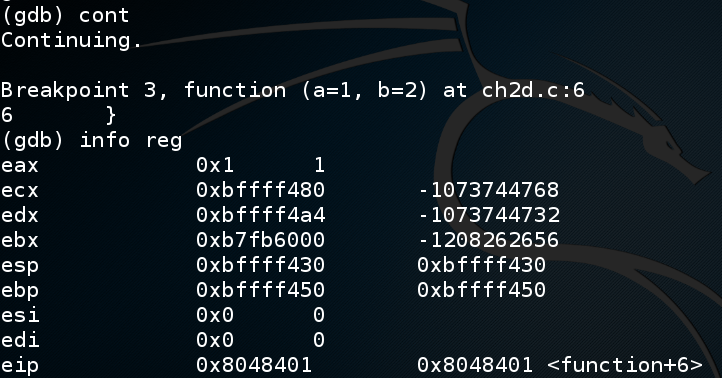 (gdb) cont
Continuing.
Breakpoint 3, function (a=1, b=2) at ch2d.c:6
6       }
(gdb) info reg
eax            0x1      1
ecx            0xbffff480       -1073744768
edx            0xbffff4a4       -1073744732
ebx            0xb7fb6000       -1208262656
esp            0xbffff430       0xbffff430
ebp            0xbffff450       0xbffff450
esi            0x0      0
edi            0x0      0
eip            0x8048401        0x8048401 <function+6>